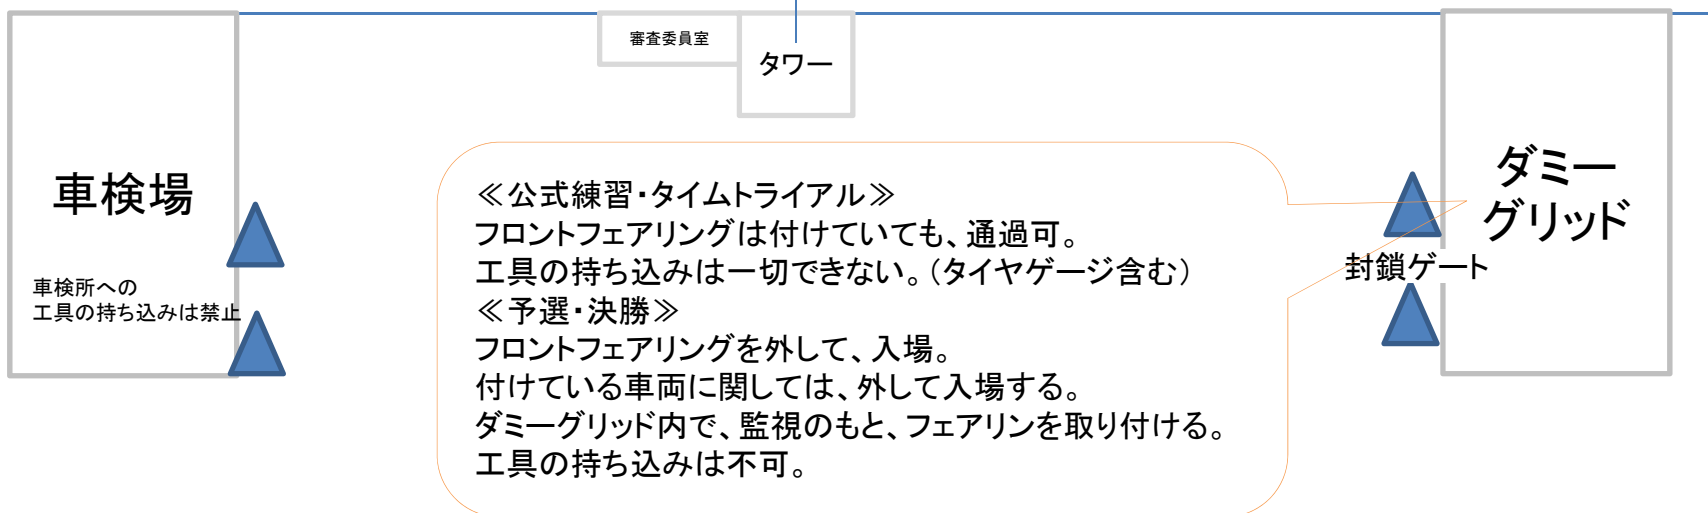 審査委員室
タワー
車検場
車検所への
工具の持ち込みは禁止
≪公式練習・タイムトライアル≫
フロントフェアリングは付けていても、通過可。
工具の持ち込みは一切できない。（タイヤゲージ含む）
≪予選・決勝≫
フロントフェアリングを外して、入場。
付けている車両に関しては、外して入場する。
ダミーグリッド内で、監視のもと、フェアリンを取り付ける。
工具の持ち込みは不可。
ダミー
グリッド
封鎖ゲート